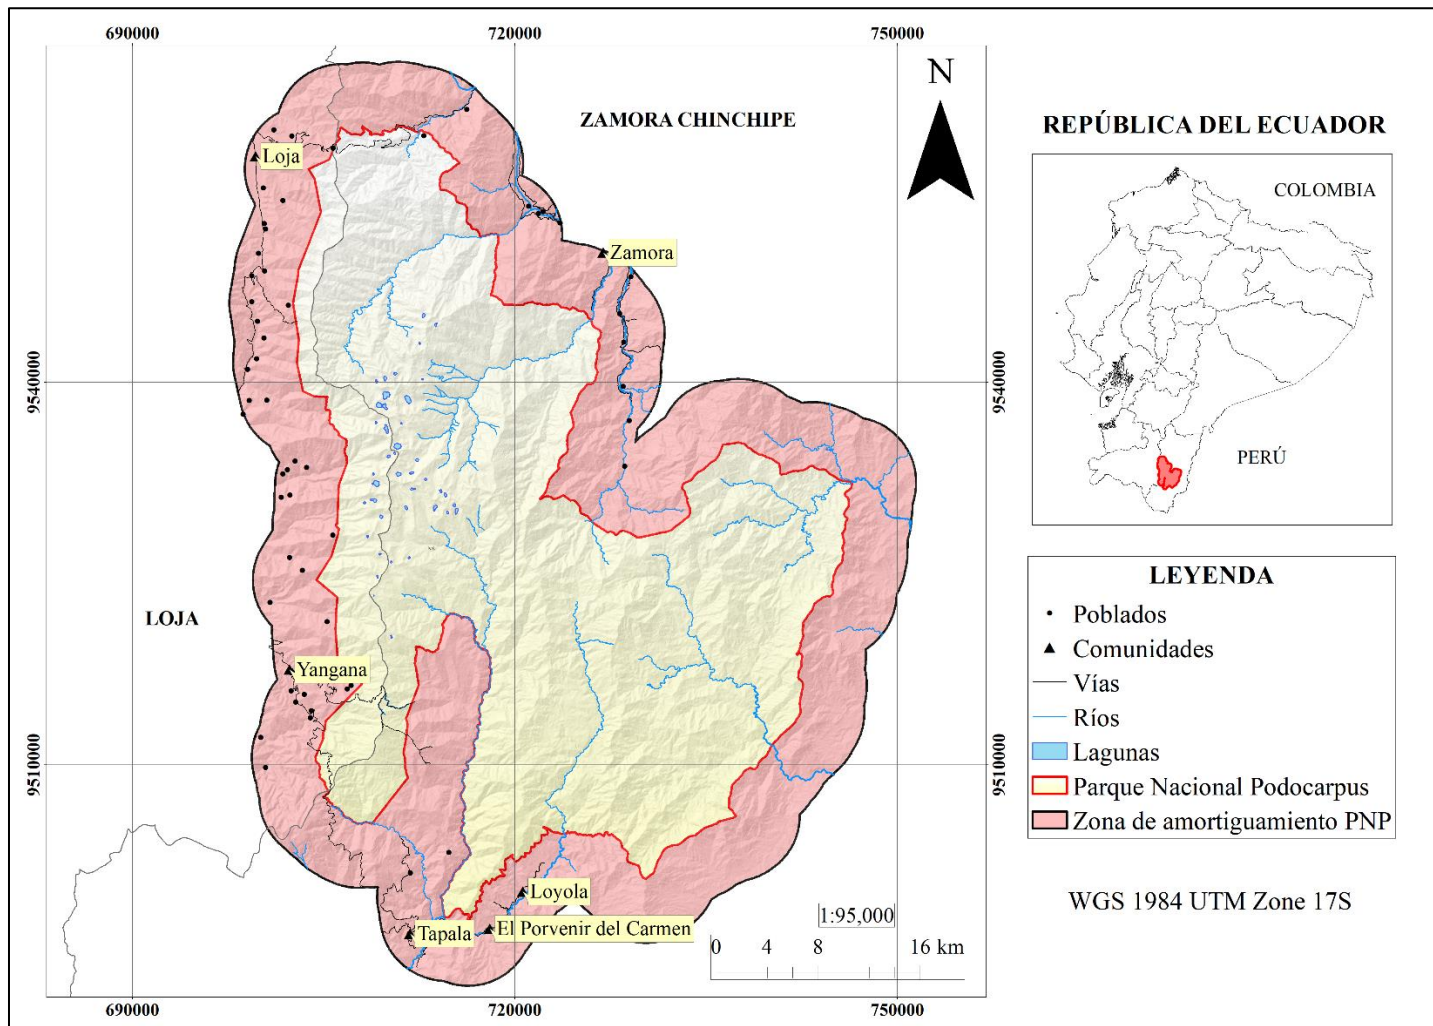 690000
720000
750000
N
ZAMORA CHINCHIPE
Loja
Zamora
9540000
9540000
LOJA
Yangana
9510000
9510000
Loyola
El Porvenir del Carmen
Tapala
1:95,000
0 4 8 16 km
690000
720000
750000
REPÚBLICA DEL ECUADOR
COLOMBIA
PERÚ
LEYENDA
Poblados
Comunidades
Vías
Ríos
Lagunas
Parque Nacional Podocarpus
Zona de amortiguamiento PNP
WGS 1984 UTM Zone 17S